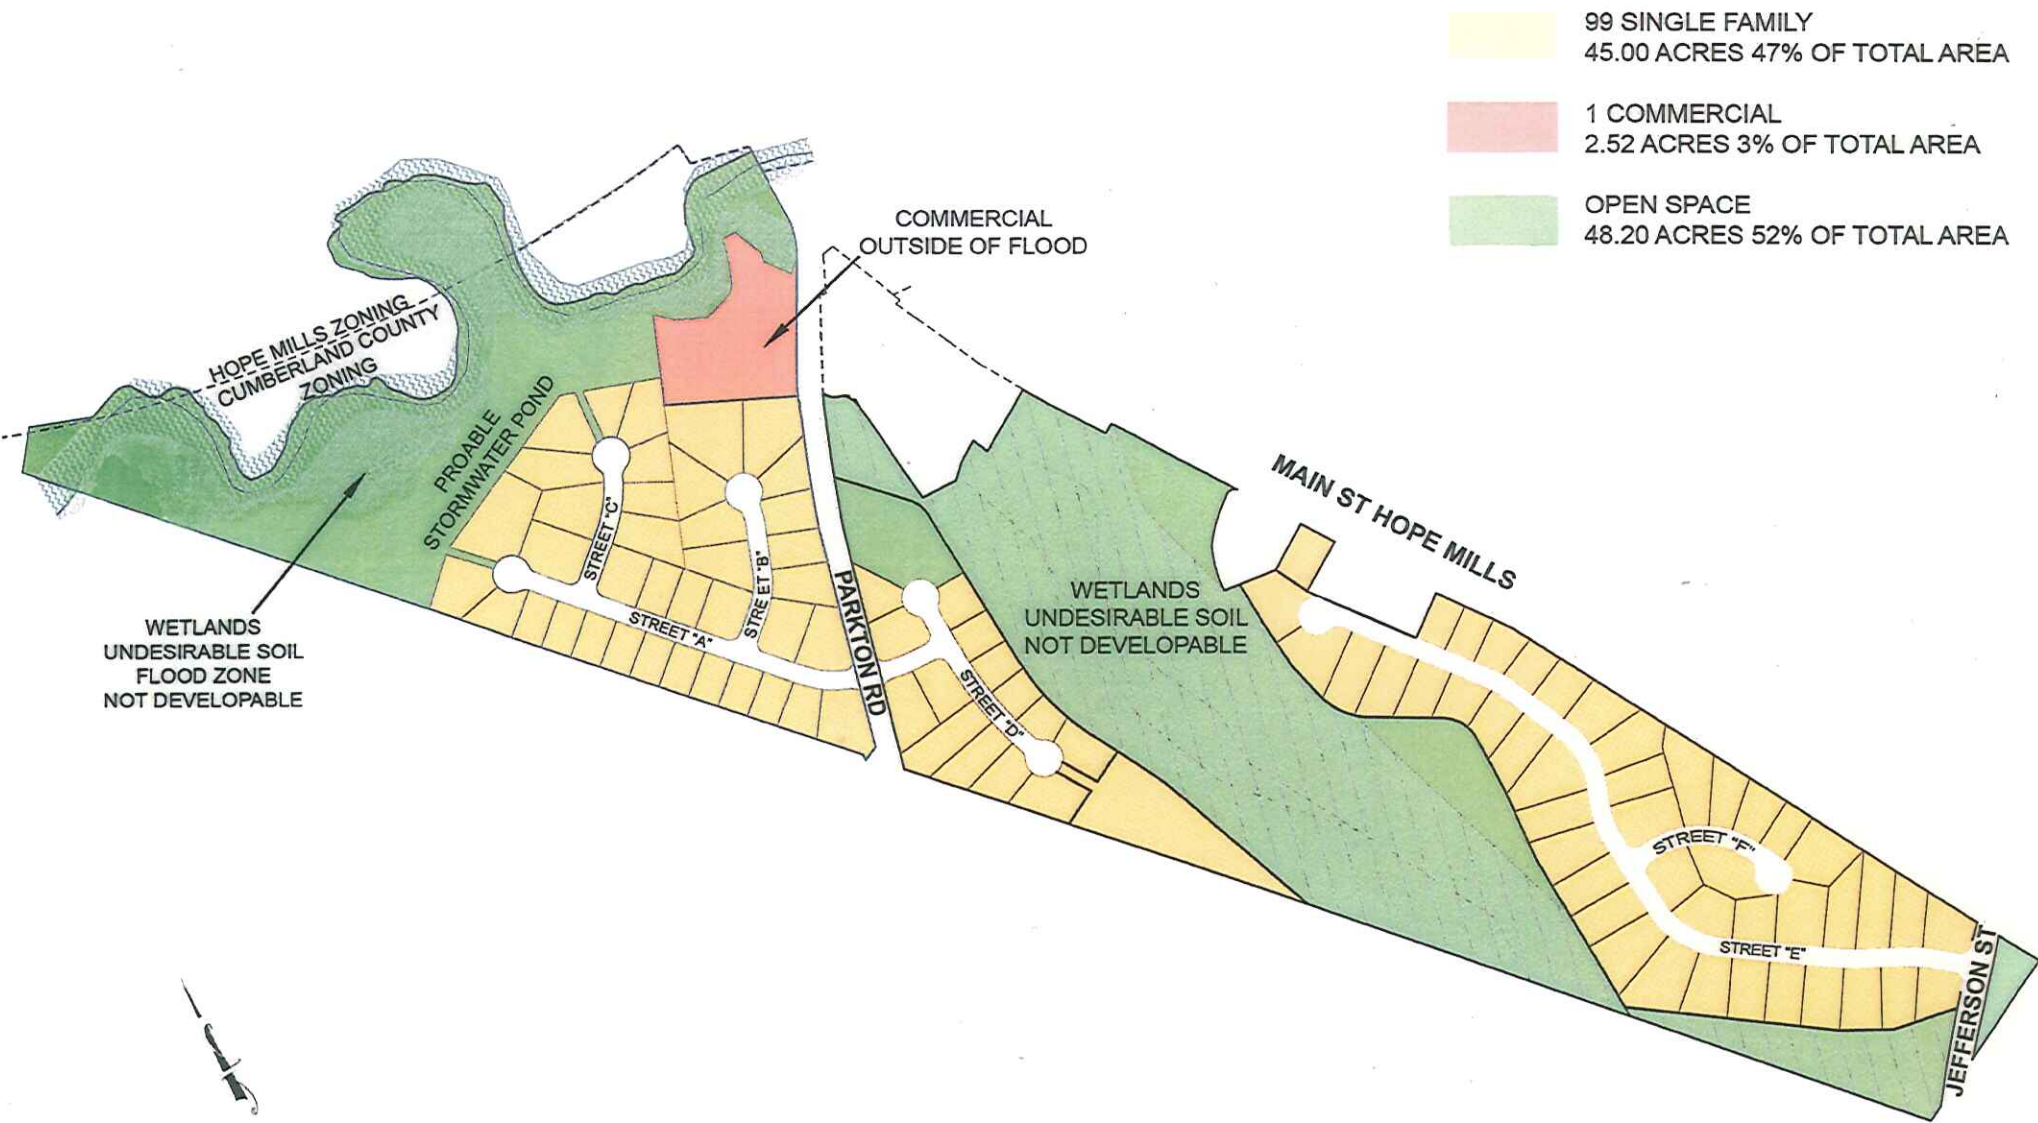 99 SINGLE FAMILY
45.00 ACRES 47% OF TOTAL AREA
1 COMMERCIAL
2.52 ACRES 3% OF TOTAL AREA
OPEN SPACE
48.20 ACRES 52% OF TOTAL AREA
COMMERCIAL
OUTSIDE OF FLOOD
HOPE MILLS ZONING
CUMBERLAND COUNTY
ZONING
PROABLE
STORMWATER POND
MAIN ST HOPE MILLS
STREET "C"
STRE ET "B"
STREET "A"
PARKTON RD
WETLANDS
UNDESIRABLE SOIL
NOT DEVELOPABLE
WETLANDS
UNDESIRABLE SOIL
FLOOD ZONE
NOT DEVELOPABLE
STREET "D"
STREET "F"
STREET "E"
JEFFERSON ST